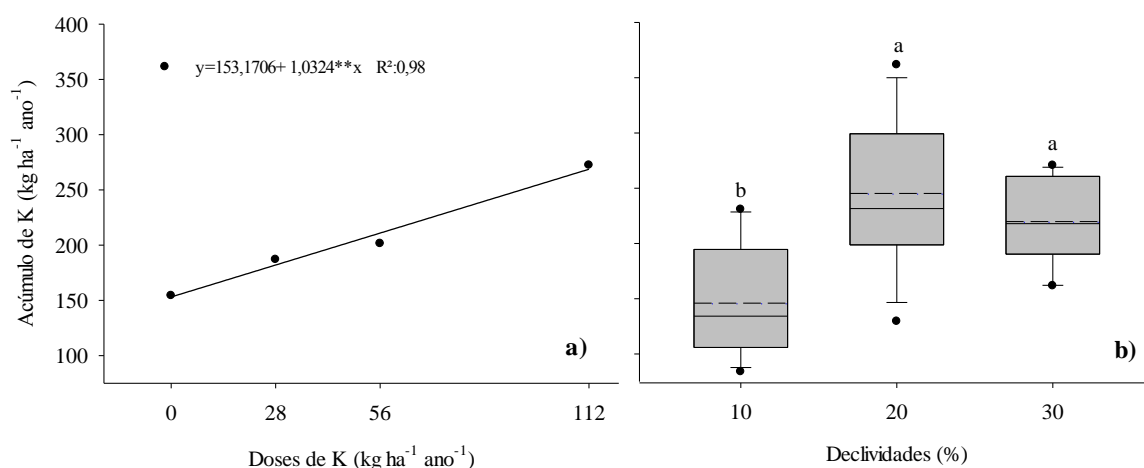 400
350
300
250
200
150
100
Acúmulo de K (kg ha⁻¹ ano⁻¹)
y=153,1706+ 1,0324**x R²:0,98
a)
0 28 56 112
Doses de K (kg ha⁻¹ ano⁻¹)
b
a
a
b)
10 20 30
Declividades (%)